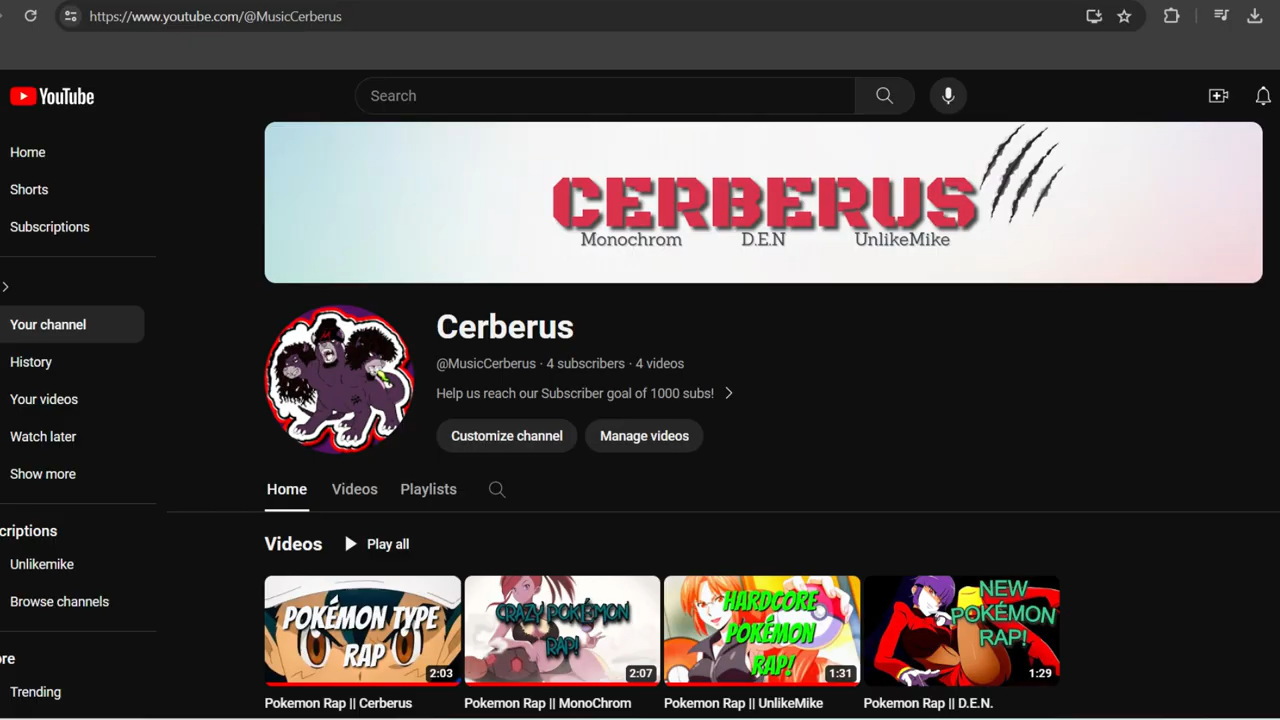 https://www.youtube.com/@MusicCerberus
YouTube
Search
Home
Shorts
Subscriptions
Your channel
History
Your videos
Watch later
Show more
criptions
Unlikemike
Browse channels
ore
Trending
CERBERUS
Monochrom D.E.N UnlikeMike
Cerberus
@MusicCerberus · 4 subscribers · 4 videos
Help us reach our Subscriber goal of 1000 subs!
Customize channel Manage videos
Home Videos Playlists
Videos Play all
POKÉMON TYPE
RAP
2:03
Pokemon Rap || Cerberus
CRAZY POKÉMON
RAP!
2:07
Pokemon Rap || MonoChrom
HARDCORE
POKÉMON
RAP!
1:31
Pokemon Rap || UnlikeMike
NEW
POKÉMON
RAP!
1:29
Pokemon Rap || D.E.N.